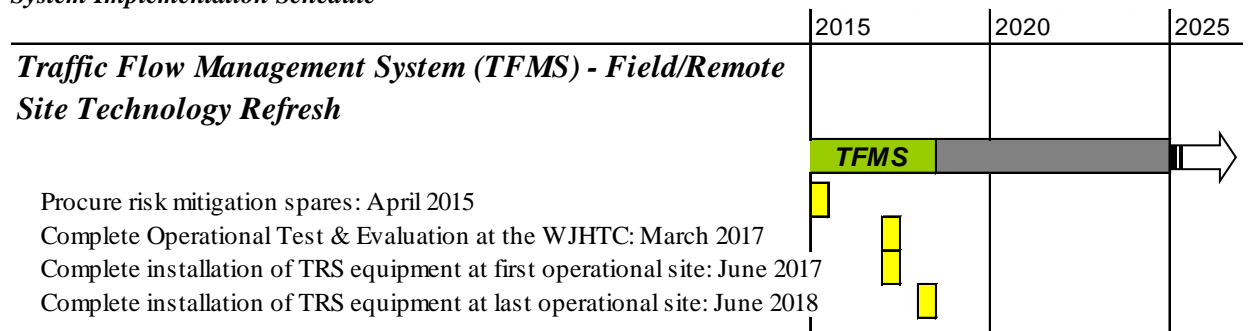 System Implementation Schedule
2015 2020 2025
Traffic Flow Management System (TFMS) - Field/Remote
Site Technology Refresh
TFMS
Procure risk mitigation spares: April 2015
Complete Operational Test & Evaluation at the WJHTC: March 2017
Complete installation of TRS equipment at first operational site: June 2017
Complete installation of TRS equipment at last operational site: June 2018